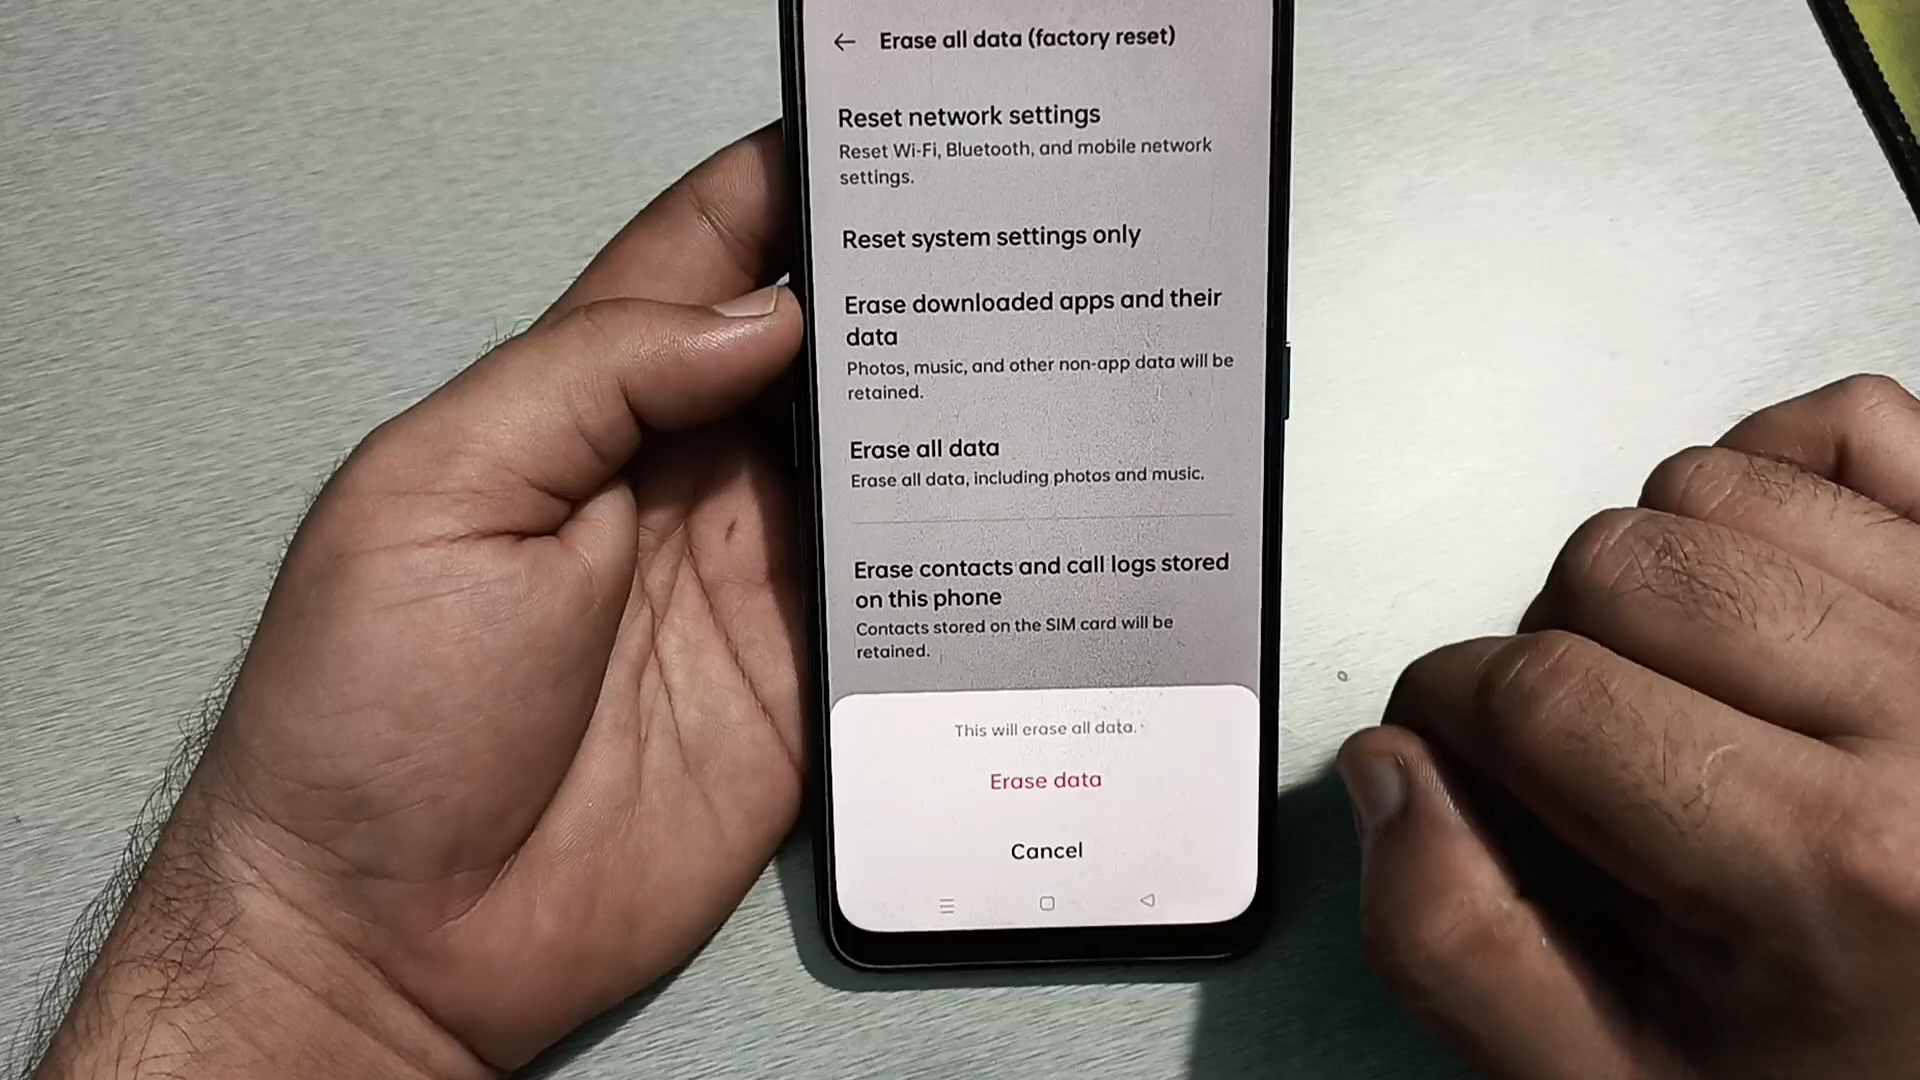 Erase all data (factory reset)
Reset network settings
Reset Wi-Fi, Bluetooth, and mobile network
settings.
Reset system settings only
Erase downloaded apps and their
data
Photos, music, and other non-app data will be
retained.
Erase all data
Erase all data, including photos and music.
Erase contacts and call logs stored
on this phone
Contacts stored on the SIM card will be
retained.
This will erase all data.
Erase data
Cancel